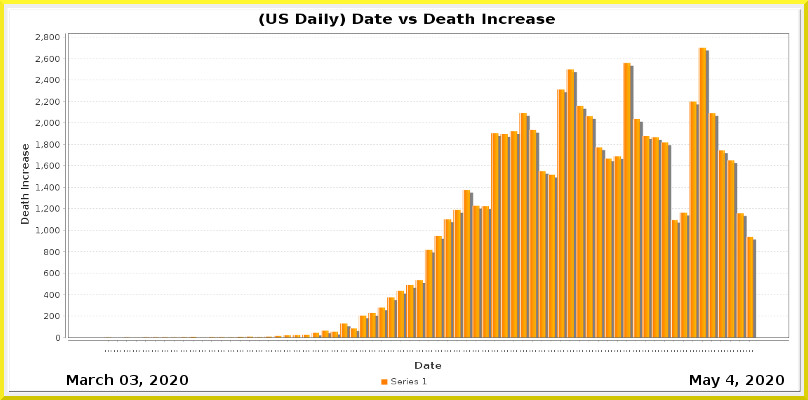 (US Daily) Date vs Death Increase
2,800
2,600
2,400
2,200
2,000
1,800
1,600
1,400
1,200
1,000
800
600
400
200
0
Death Increase
Date
March 03, 2020
Series 1
May 4, 2020